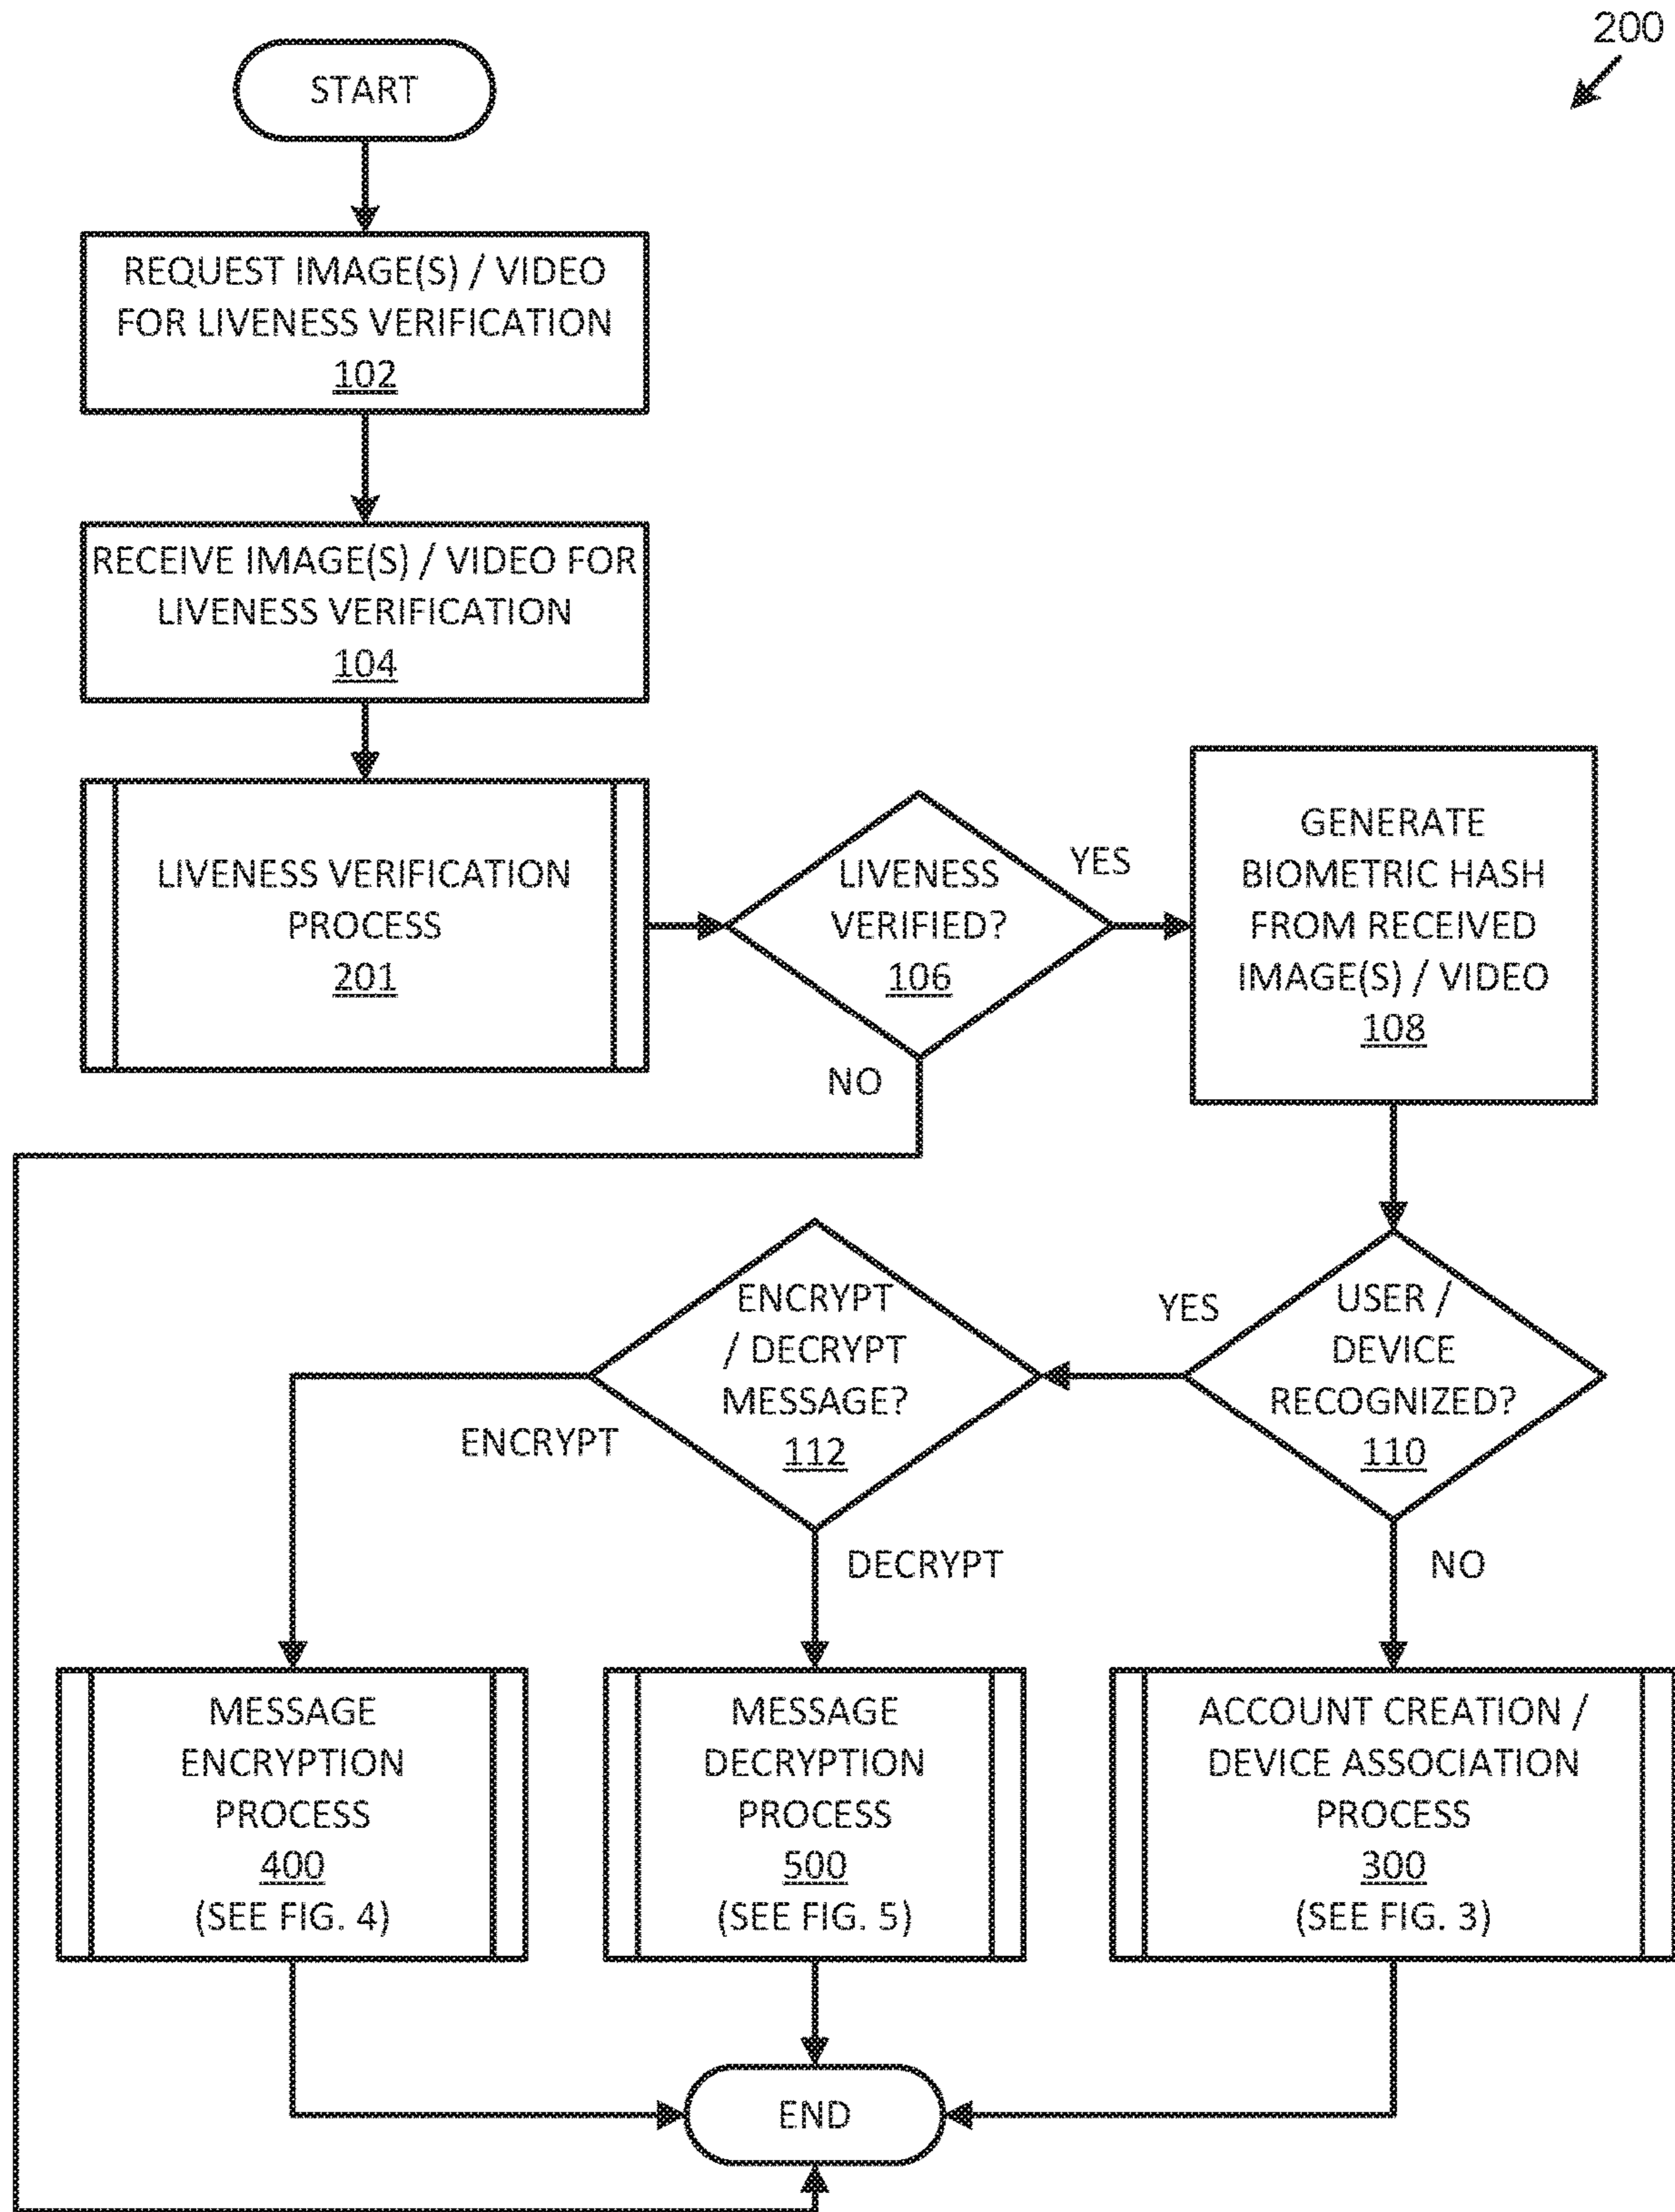 200
START
REQUEST IMAGE(S) / VIDEO
FOR LIVENESS VERIFICATION
102
RECEIVE IMAGE(S) / VIDEO FOR
LIVENESS VERIFICATION
104
LIVENESS VERIFICATION
PROCESS
201
LIVENESS
VERIFIED?
106
YES
NO
GENERATE
BIOMETRIC HASH
FROM RECEIVED
IMAGE(S) / VIDEO
108
USER /
DEVICE
RECOGNIZED?
110
YES
NO
ENCRYPT
/ DECRYPT
MESSAGE?
112
ENCRYPT
DECRYPT
MESSAGE
ENCRYPTION
PROCESS
400
(SEE FIG. 4)
MESSAGE
DECRYPTION
PROCESS
500
(SEE FIG. 5)
ACCOUNT CREATION /
DEVICE ASSOCIATION
PROCESS
300
(SEE FIG. 3)
END